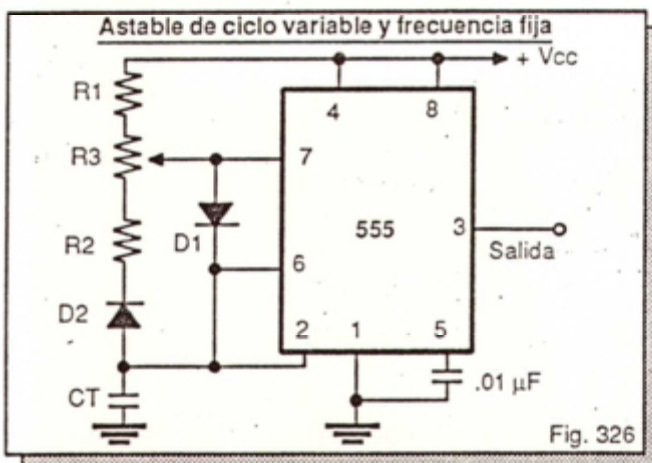 Astable de ciclo variable y frecuencia fija
+ Vcc
R1
4
8
R3
7
D1
555
3
Salida
R2
6
D2
2
1
5
CT
.01 µF
Fig. 326